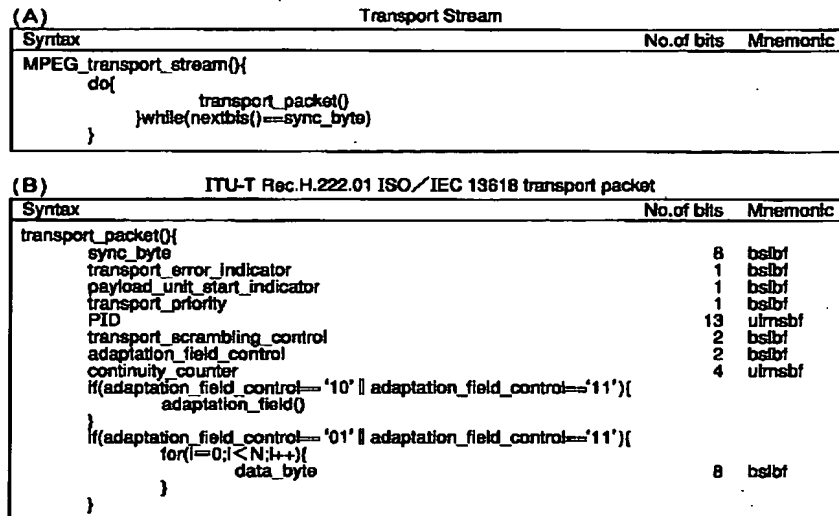 (A) Transport Stream
Syntax No.of bits Mnemonic
MPEG_transport_stream(){
do{
transport_packet()
}while(nextbis()==sync_byte)
}
(B) ITU-T Rec.H.222.01 ISO/IEC 13618 transport packet
Syntax No.of bits Mnemonic
transport_packet(){
sync_byte 8 bslbf
transport_error_indicator 1 bslbf
payload_unit_start_indicator 1 bslbf
transport_priority 1 bslbf
PID 13 uimsbf
transport_scrambling_control 2 bslbf
adaptation_field_control 2 bslbf
continuity_counter 4 uimsbf
if(adaptation_field_control=='10' || adaptation_field_control=='11'){
adaptation_field()
}
if(adaptation_field_control=='01' || adaptation_field_control=='11'){
for(i=0;i<N;i++){
data_byte 8 bslbf
}
}